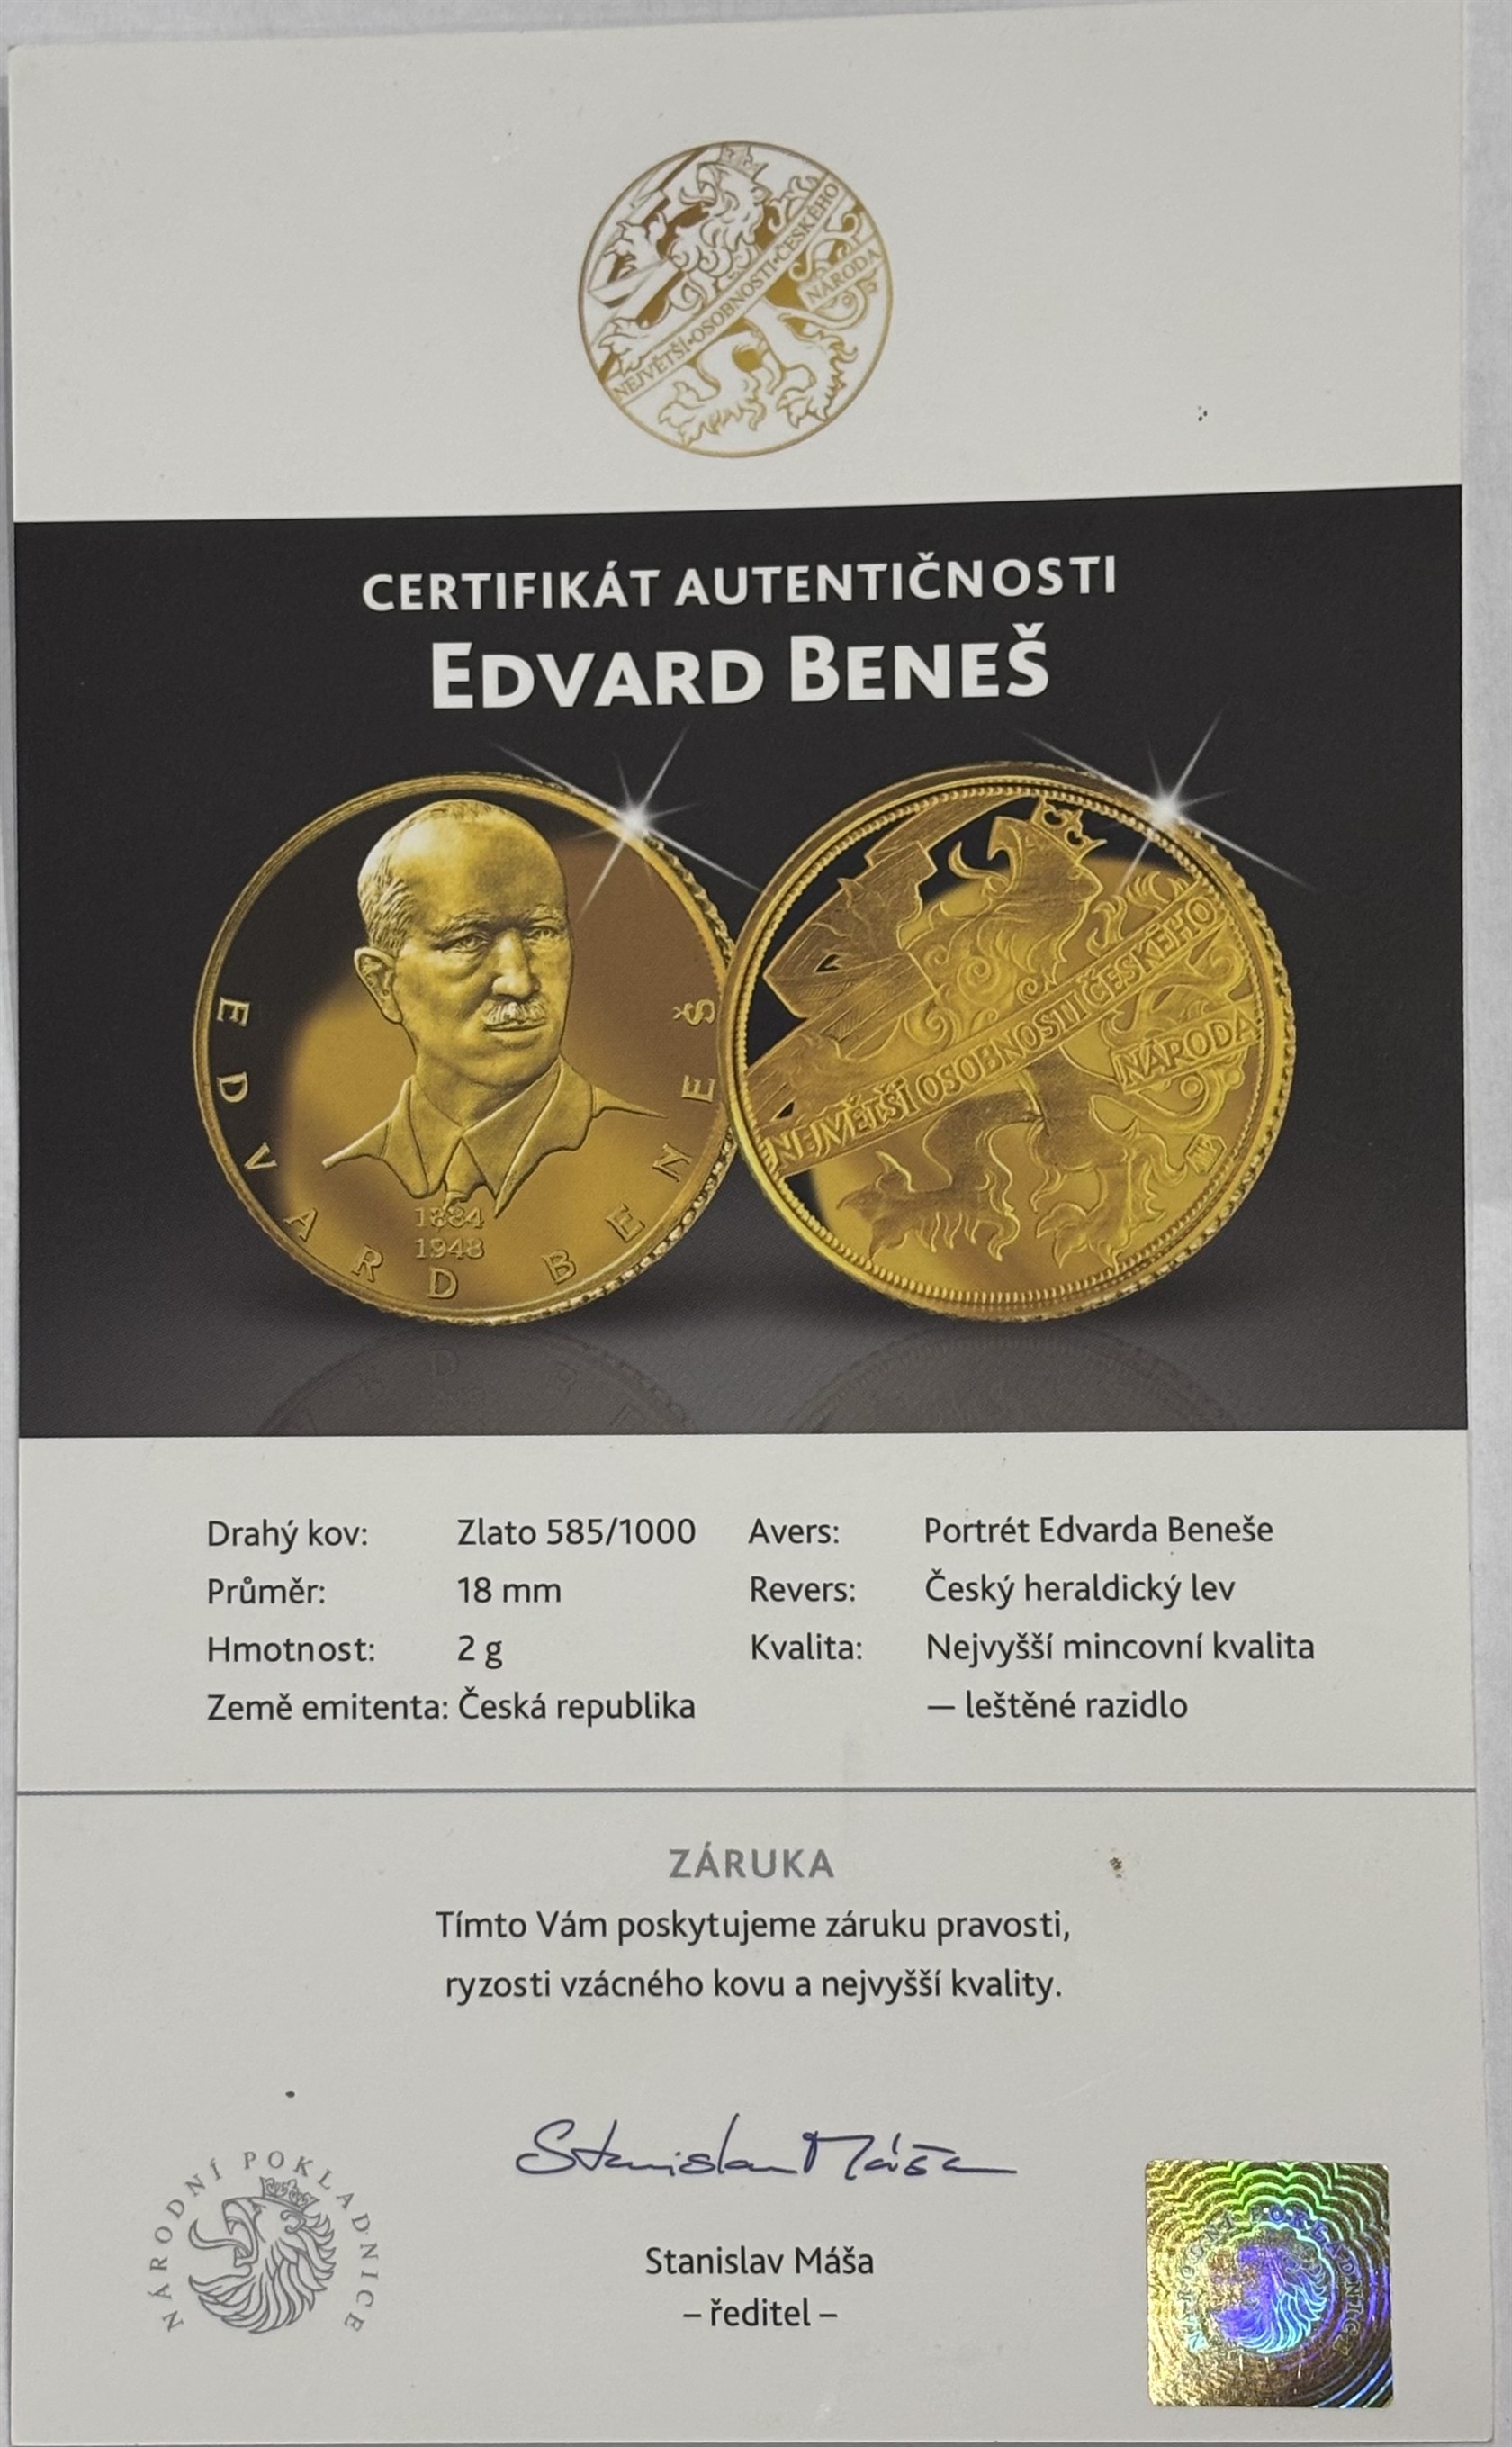 NEJVĚTŠÍ•OSOBNOSTI•ČESKÉHO
NÁRODA
CERTIFIKÁT AUTENTIČNOSTI
EDVARD BENEŠ
EDVARD BENEŠ
1884
1948
NEJVĚTŠÍ OSOBNOSTI ČESKÉHO
NÁRODA
Drahý kov: Zlato 585/1000
Průměr: 18 mm
Hmotnost: 2 g
Země emitenta: Česká republika
Avers: Portrét Edvarda Beneše
Revers: Český heraldický lev
Kvalita: Nejvyšší mincovní kvalita
— leštěné razidlo
ZÁRUKA
Tímto Vám poskytujeme záruku pravosti,
ryzosti vzácného kovu a nejvyšší kvality.
Stanislav Máša
Stanislav Máša
– ředitel –
NÁRODNÍ POKLADNICE
NÁRODNÍ POKLADNICE